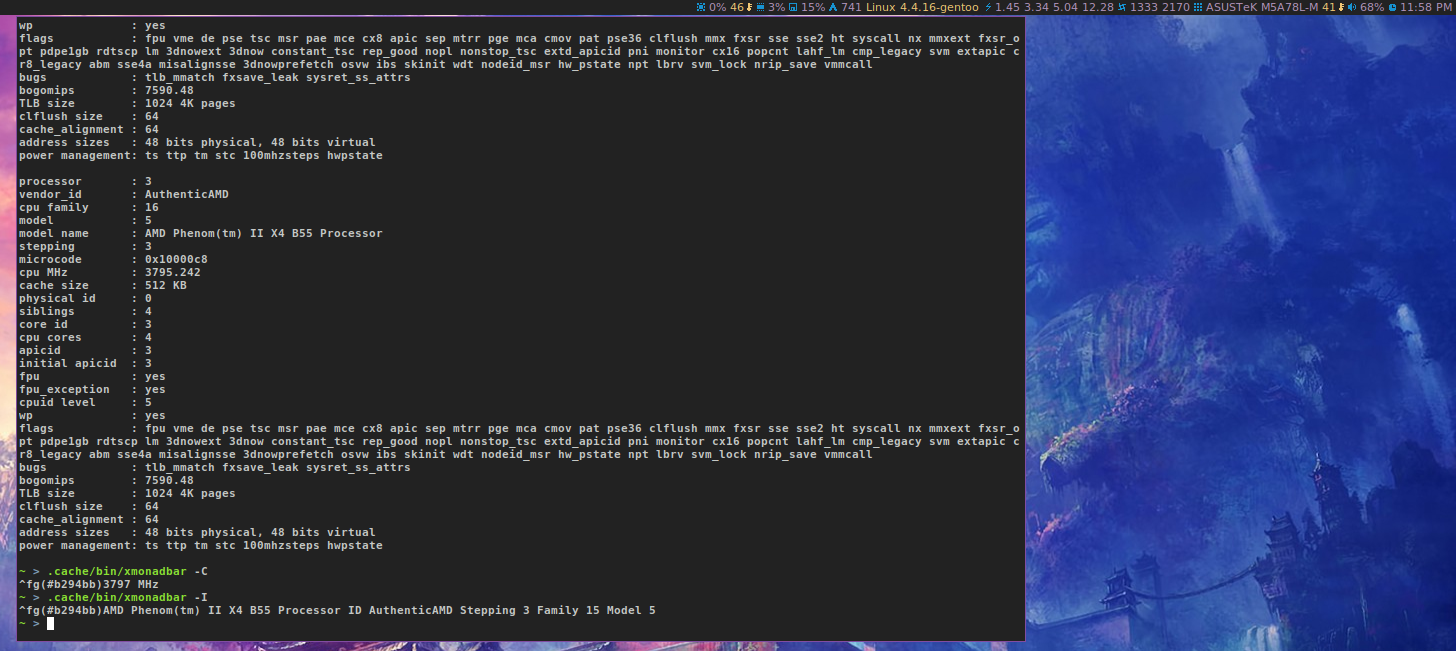 0% 46 3% 15% 741 Linux 4.4.16-gentoo 1.45 3.34 5.04 12.28 1333 2170 ASUSTeK M5A78L-M 41 68% 11:58 PM
wp : yes
flags : fpu vme de pse tsc msr pae mce cx8 apic sep mtrr pge mca cmov pat pse36 clflush mmx fxsr sse sse2 ht syscall nx mmxext fxsr_o
pt pdpe1gb rdtscp lm 3dnowext 3dnow constant_tsc rep_good nopl nonstop_tsc extd_apicid pni monitor cx16 popcnt lahf_lm cmp_legacy svm extapic c
r8_legacy abm sse4a misalignsse 3dnowprefetch osvw ibs skinit wdt nodeid_msr hw_pstate npt lbrv svm_lock nrip_save vmmcall
bugs : tlb_mmatch fxsave_leak sysret_ss_attrs
bogomips : 7590.48
TLB size : 1024 4K pages
clflush size : 64
cache_alignment : 64
address sizes : 48 bits physical, 48 bits virtual
power management: ts ttp tm stc 100mhzsteps hwpstate
processor : 3
vendor_id : AuthenticAMD
cpu family : 16
model : 5
model name : AMD Phenom(tm) II X4 B55 Processor
stepping : 3
microcode : 0x10000c8
cpu MHz : 3795.242
cache size : 512 KB
physical id : 0
siblings : 4
core id : 3
cpu cores : 4
apicid : 3
initial apicid : 3
fpu : yes
fpu_exception : yes
cpuid level : 5
wp : yes
flags : fpu vme de pse tsc msr pae mce cx8 apic sep mtrr pge mca cmov pat pse36 clflush mmx fxsr sse sse2 ht syscall nx mmxext fxsr_o
pt pdpe1gb rdtscp lm 3dnowext 3dnow constant_tsc rep_good nopl nonstop_tsc extd_apicid pni monitor cx16 popcnt lahf_lm cmp_legacy svm extapic c
r8_legacy abm sse4a misalignsse 3dnowprefetch osvw ibs skinit wdt nodeid_msr hw_pstate npt lbrv svm_lock nrip_save vmmcall
bugs : tlb_mmatch fxsave_leak sysret_ss_attrs
bogomips : 7590.48
TLB size : 1024 4K pages
clflush size : 64
cache_alignment : 64
address sizes : 48 bits physical, 48 bits virtual
power management: ts ttp tm stc 100mhzsteps hwpstate
~ > .cache/bin/xmonadbar -C
^fg(#b294bb)3797 MHz
~ > .cache/bin/xmonadbar -I
^fg(#b294bb)AMD Phenom(tm) II X4 B55 Processor ID AuthenticAMD Stepping 3 Family 15 Model 5
~ >